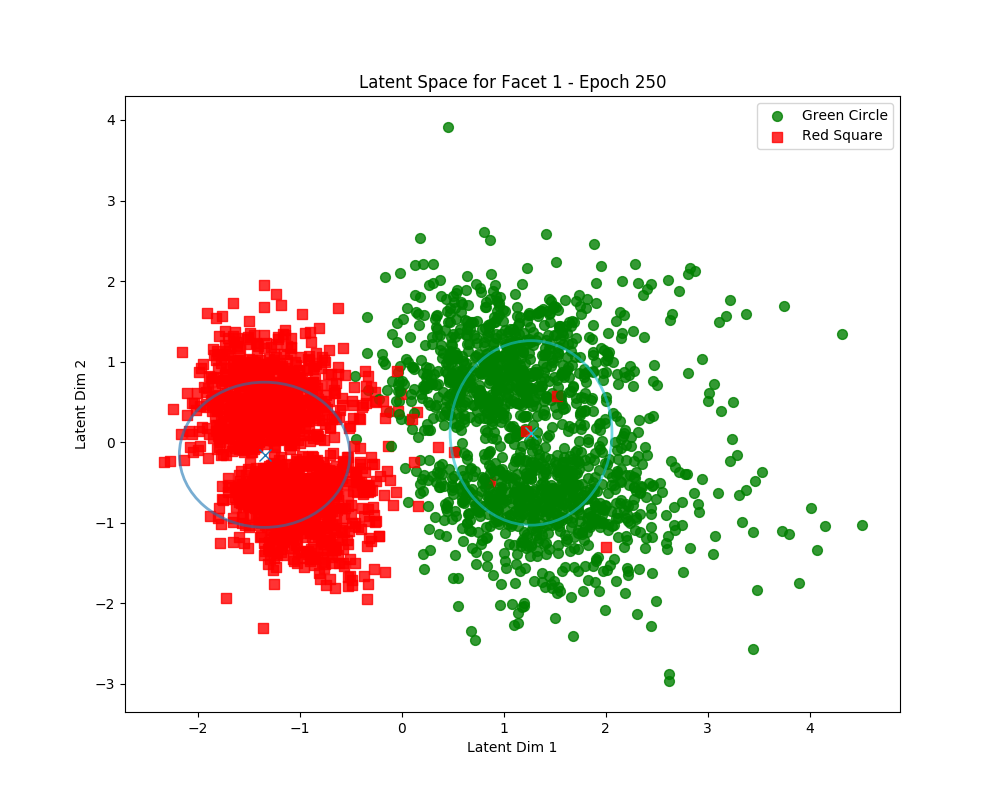 Latent Space for Facet 1 - Epoch 250
Green Circle
Red Square
4
3
2
1
0
−1
−2
−3
Latent Dim 2
−2 −1 0 1 2 3 4
Latent Dim 1